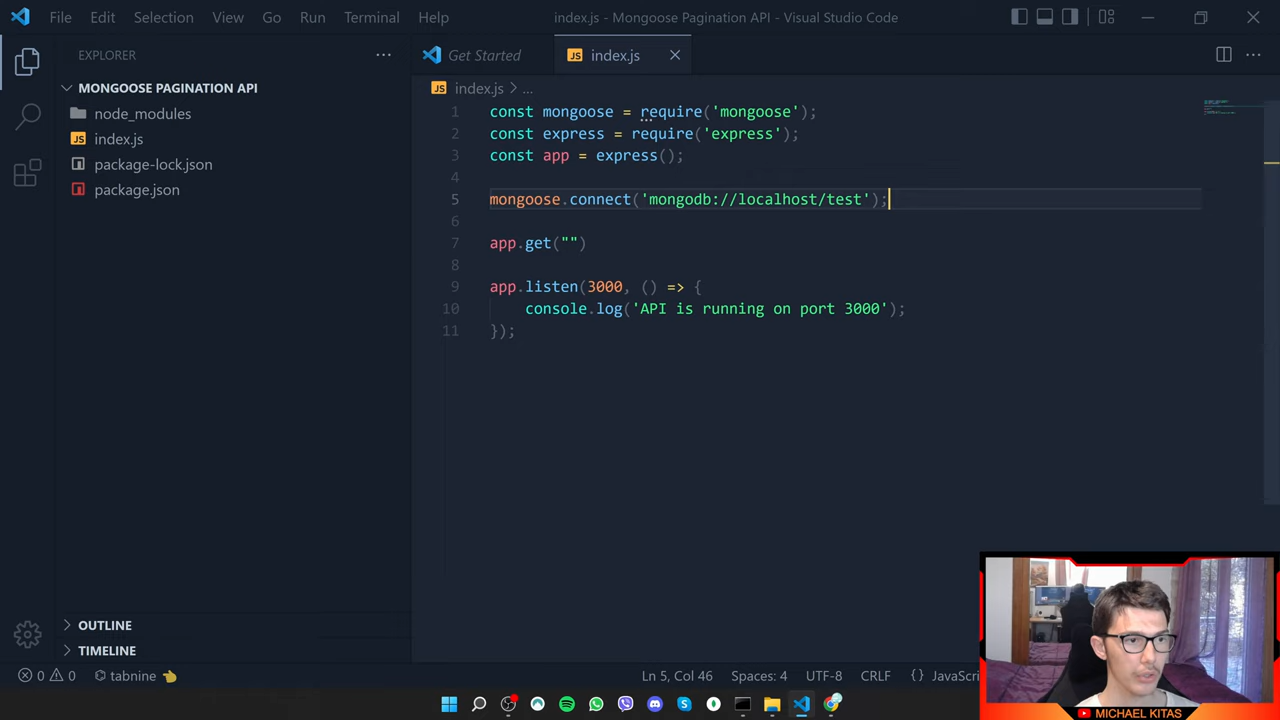 File Edit Selection View Go Run Terminal Help index.js - Mongoose Pagination API - Visual Studio Code
EXPLORER ···
MONGOOSE PAGINATION API
node_modules
JS index.js
package-lock.json
package.json
OUTLINE
TIMELINE
Get Started JS index.js
JS index.js > ...
1 const mongoose = require('mongoose');
2 const express = require('express');
3 const app = express();
4
5 mongoose.connect('mongodb://localhost/test');
6
7 app.get("")
8
9 app.listen(3000, () => {
10 console.log('API is running on port 3000');
11 });
0 0 tabnine Ln 5, Col 46 Spaces: 4 UTF-8 CRLF {} JavaScri
MICHAEL KITAS